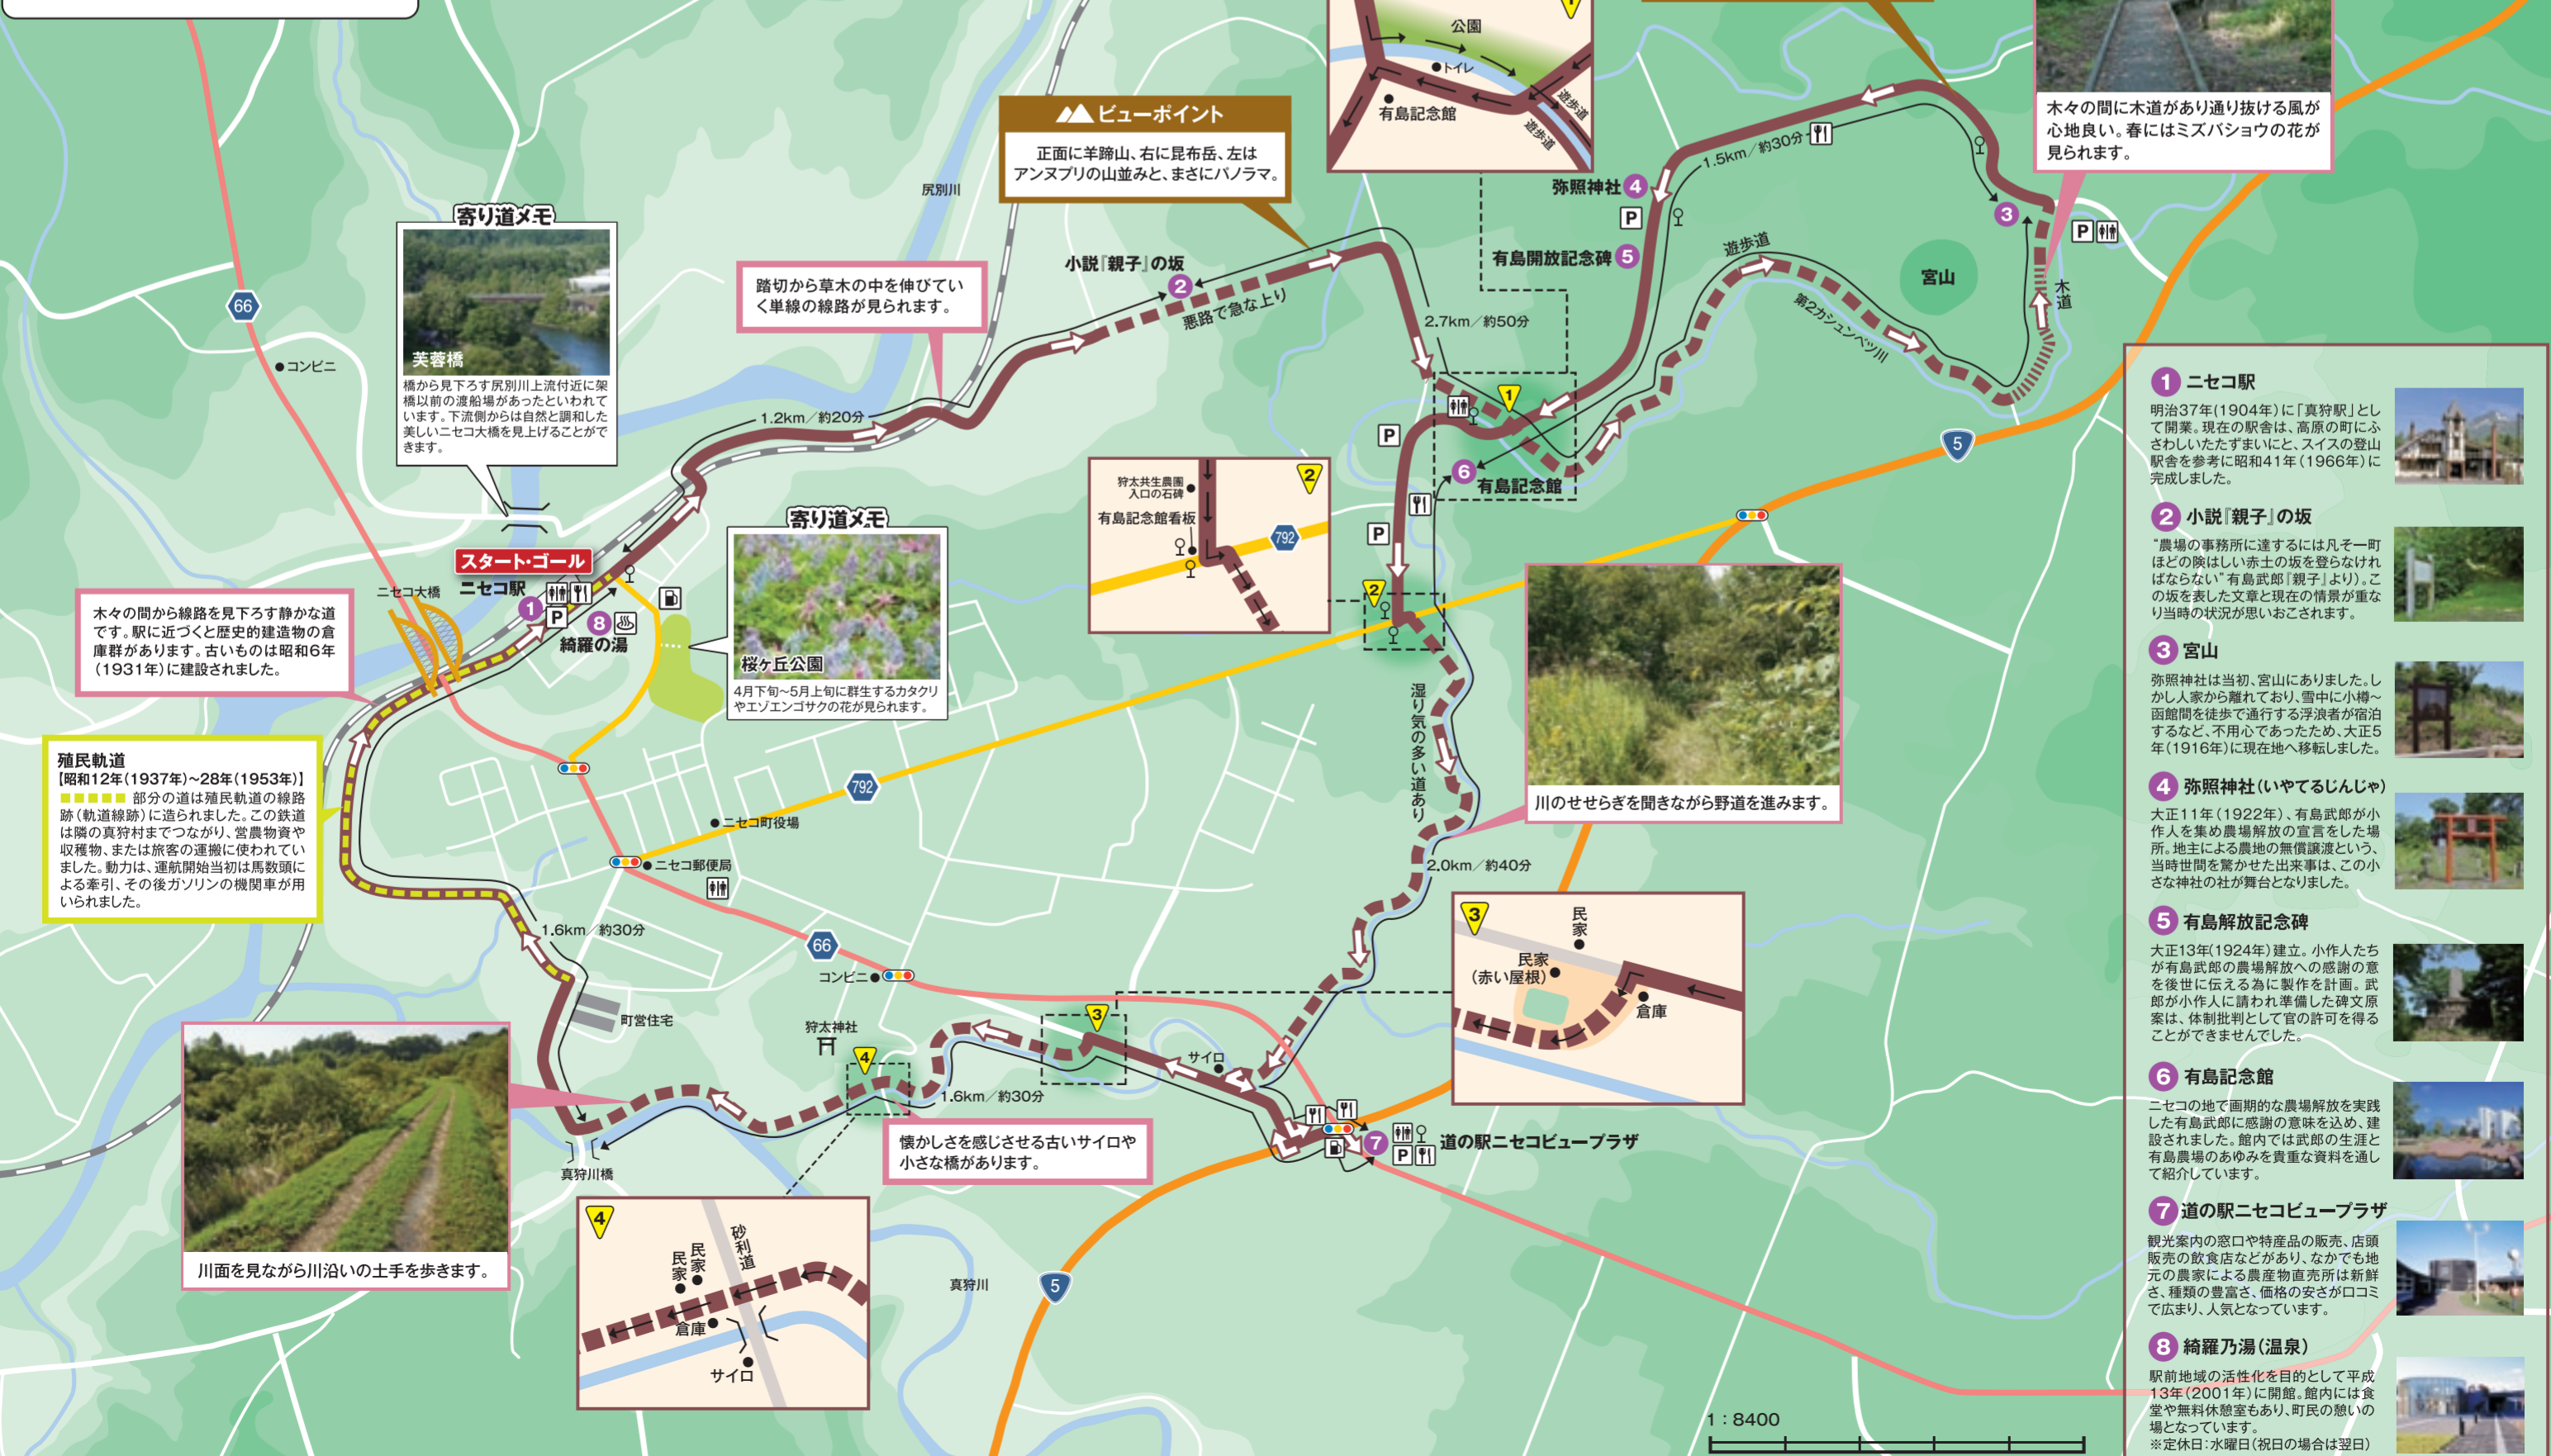 公園
トイレ
有島記念館
遊歩道
遊歩道
1
木々の間に木道があり通り抜ける風が
心地良い。春にはミズバショウの花が
見られます。
ビューポイント
正面に羊蹄山、右に昆布岳、左は
アンヌプリの山並みと、まさにパノラマ。
尻別川
寄り道メモ
芙蓉橋
橋から見下ろす尻別川上流付近に架
橋以前の渡船場があったといわれて
います。下流側からは自然と調和した
美しいニセコ大橋を見上げることがで
きます。
66
コンビニ
踏切から草木の中を伸びてい
く単線の線路が見られます。
小説『親子』の坂
2
悪路で急な上り
1.2km/約20分
2.7km/約50分
1.5km/約30分
弥照神社 4
P
有島開放記念碑 5
3
P
遊歩道
宮山
木道
第2カシュンベツ川
1
P
6
有島記念館
P
5
狩太共生農園
入口の石碑
有島記念館看板
792
2
2
スタート・ゴール
ニセコ駅
1
P
8
綺羅の湯
ニセコ大橋
寄り道メモ
桜ヶ丘公園
4月下旬~5月上旬に群生するカタクリ
やエゾエンゴサクの花が見られます。
木々の間から線路を見下ろす静かな道
です。駅に近づくと歴史的建造物の倉
庫群があります。古いものは昭和6年
(1931年)に建設されました。
殖民軌道
【昭和12年(1937年)~28年(1953年)】
部分の道は殖民軌道の線路
跡(軌道線跡)に造られました。この鉄道
は隣の真狩村までつながり、営農物資や
収穫物、または旅客の運搬に使われてい
ました。動力は、運航開始当初は馬数頭に
よる牽引、その後ガソリンの機関車が用
いられました。
792
ニセコ町役場
ニセコ郵便局
湿り気の多い道あり
川のせせらぎを聞きながら野道を進みます。
2.0km/約40分
1.6km/約30分
66
コンビニ
町営住宅
狩太神社
4
3
サイロ
1.6km/約30分
3
民家
民家
(赤い屋根)
倉庫
懐かしさを感じさせる古いサイロや
小さな橋があります。
7
P
道の駅ニセコビュープラザ
真狩川橋
川面を見ながら川沿いの土手を歩きます。
4
民家
民家
砂利道
倉庫
サイロ
真狩川
5
1:8400
1 ニセコ駅
明治37年(1904年)に「真狩駅」とし
て開業。現在の駅舎は、高原の町にふ
さわしいたたずまいにと、スイスの登山
駅舎を参考に昭和41年(1966年)に
完成しました。
2 小説『親子』の坂
“農場の事務所に達するには凡そ一町
ほどの険はしい赤土の坂を登らなけれ
ばならない”有島武郎『親子』より)。こ
の坂を表した文章と現在の情景が重な
り当時の状況が思いおこされます。
3 宮山
弥照神社は当初、宮山にありました。し
かし人家から離れており、雪中に小樽~
函館間を徒歩で通行する浮浪者が宿泊
するなど、不用心であったため、大正5
年(1916年)に現在地へ移転しました。
4 弥照神社(いやてるじんじゃ)
大正11年(1922年)、有島武郎が小
作人を集め農場解放の宣言をした場
所。地主による農地の無償譲渡という、
当時世間を驚かせた出来事は、この小
さな神社の社が舞台となりました。
5 有島解放記念碑
大正13年(1924年)建立。小作人たち
が有島武郎の農場解放への感謝の意
を後世に伝える為に製作を計画。武
郎が小作人に請われ準備した碑文原
案は、体制批判として官の許可を得る
ことができませんでした。
6 有島記念館
ニセコの地で画期的な農場解放を実践
した有島武郎に感謝の意味を込め、建
設されました。館内では武郎の生涯と
有島農場のあゆみを貴重な資料を通し
て紹介しています。
7 道の駅ニセコビュープラザ
観光案内の窓口や特産品の販売、店頭
販売の飲食店などがあり、なかでも地
元の農家による農産物直売所は新鮮
さ、種類の豊富さ、価格の安さが口コミ
で広まり、人気となっています。
8 綺羅乃湯(温泉)
駅前地域の活性化を目的として平成
13年(2001年)に開館。館内には食
堂や無料休憩室もあり、町民の憩いの
場となっています。
※定休日:水曜日(祝日の場合は翌日)